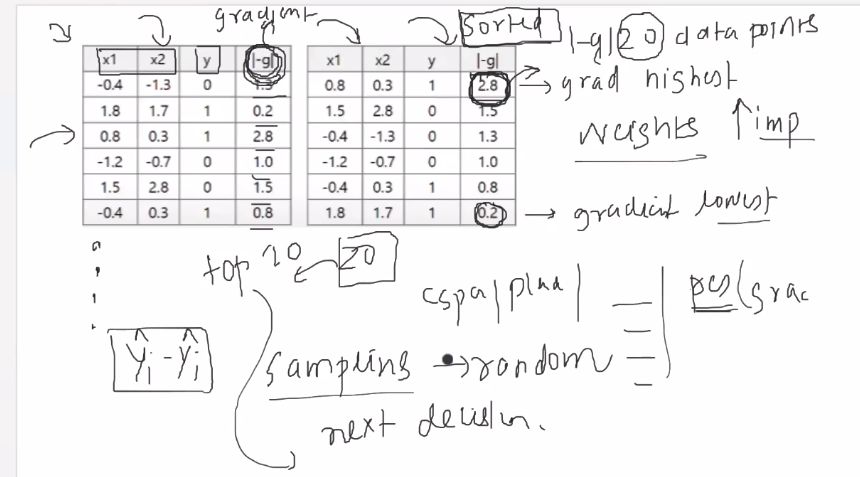 gradient
sorted |-g| 20 data points
x1 x2 y |-g|
-0.4 -1.3 0 1.3
1.8 1.7 1 0.2
0.8 0.3 1 2.8
-1.2 -0.7 0 1.0
1.5 2.8 0 1.5
-0.4 0.3 1 0.8
x1 x2 y |-g|
0.8 0.3 1 2.8
1.5 2.8 0 1.5
-0.4 -1.3 0 1.3
-1.2 -0.7 0 1.0
-0.4 0.3 1 0.8
1.8 1.7 1 0.2
→ grad highest
weights ↑ imp
→ gradient lowest
top 20 ← 20
sampling → random
next decision.